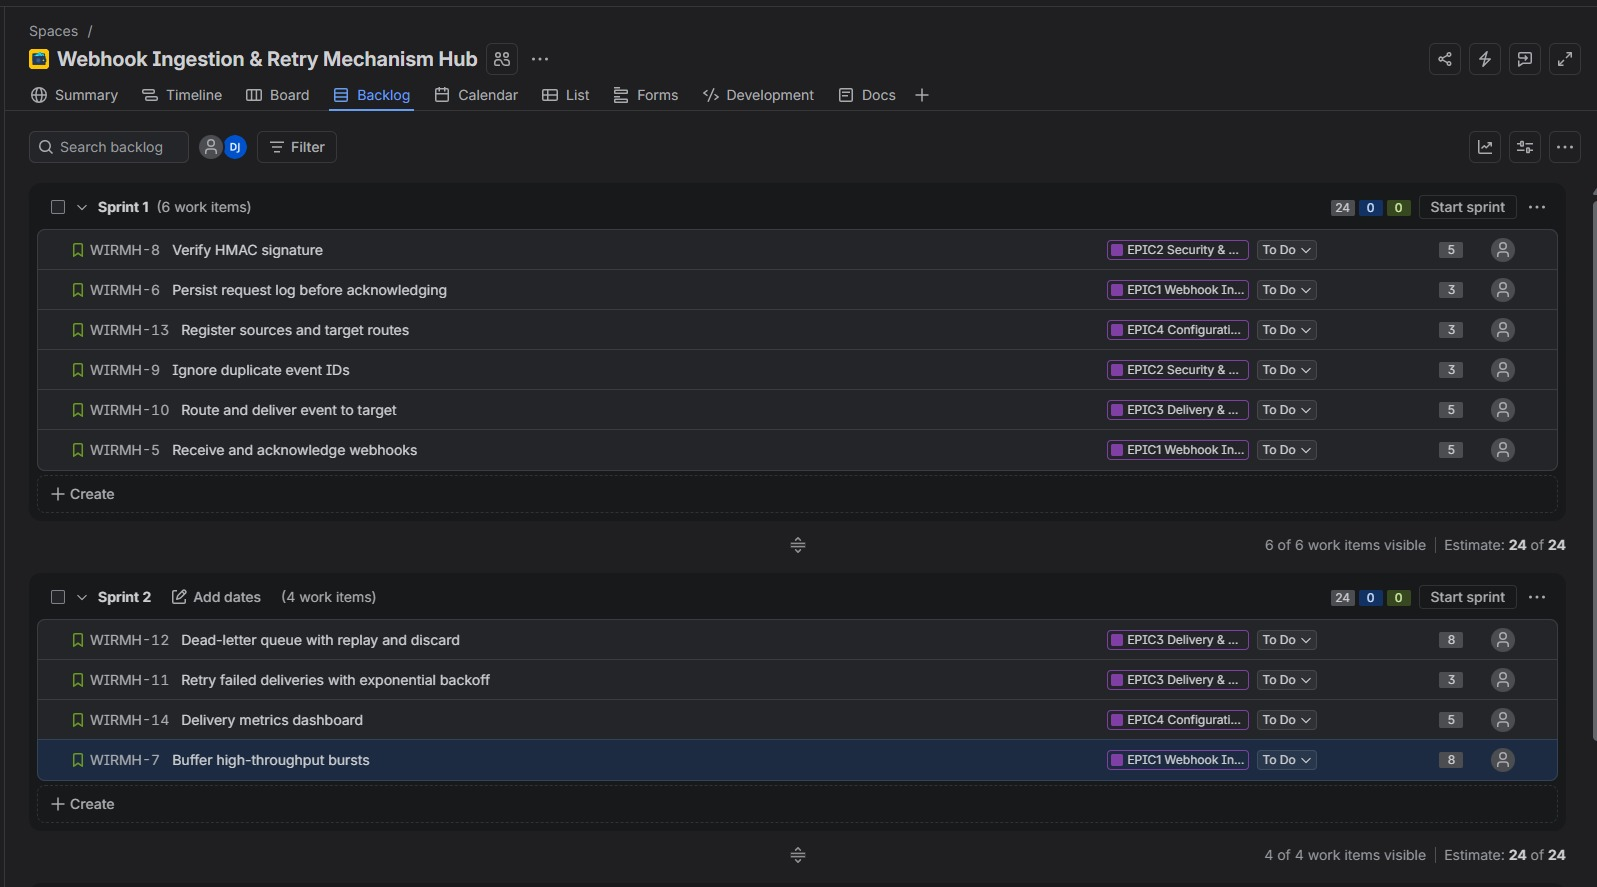 Spaces /
Webhook Ingestion & Retry Mechanism Hub
Summary Timeline Board Backlog Calendar List Forms Development Docs
Search backlog DJ Filter
Sprint 1 (6 work items) 24 0 0 Start sprint
WIRMH-8 Verify HMAC signature EPIC2 Security & ... To Do 5
WIRMH-6 Persist request log before acknowledging EPIC1 Webhook In... To Do 3
WIRMH-13 Register sources and target routes EPIC4 Configurati... To Do 3
WIRMH-9 Ignore duplicate event IDs EPIC2 Security & ... To Do 3
WIRMH-10 Route and deliver event to target EPIC3 Delivery & ... To Do 5
WIRMH-5 Receive and acknowledge webhooks EPIC1 Webhook In... To Do 5
Create
6 of 6 work items visible Estimate: 24 of 24
Sprint 2 Add dates (4 work items) 24 0 0 Start sprint
WIRMH-12 Dead-letter queue with replay and discard EPIC3 Delivery & ... To Do 8
WIRMH-11 Retry failed deliveries with exponential backoff EPIC3 Delivery & ... To Do 3
WIRMH-14 Delivery metrics dashboard EPIC4 Configurati... To Do 5
WIRMH-7 Buffer high-throughput bursts EPIC1 Webhook In... To Do 8
Create
4 of 4 work items visible Estimate: 24 of 24